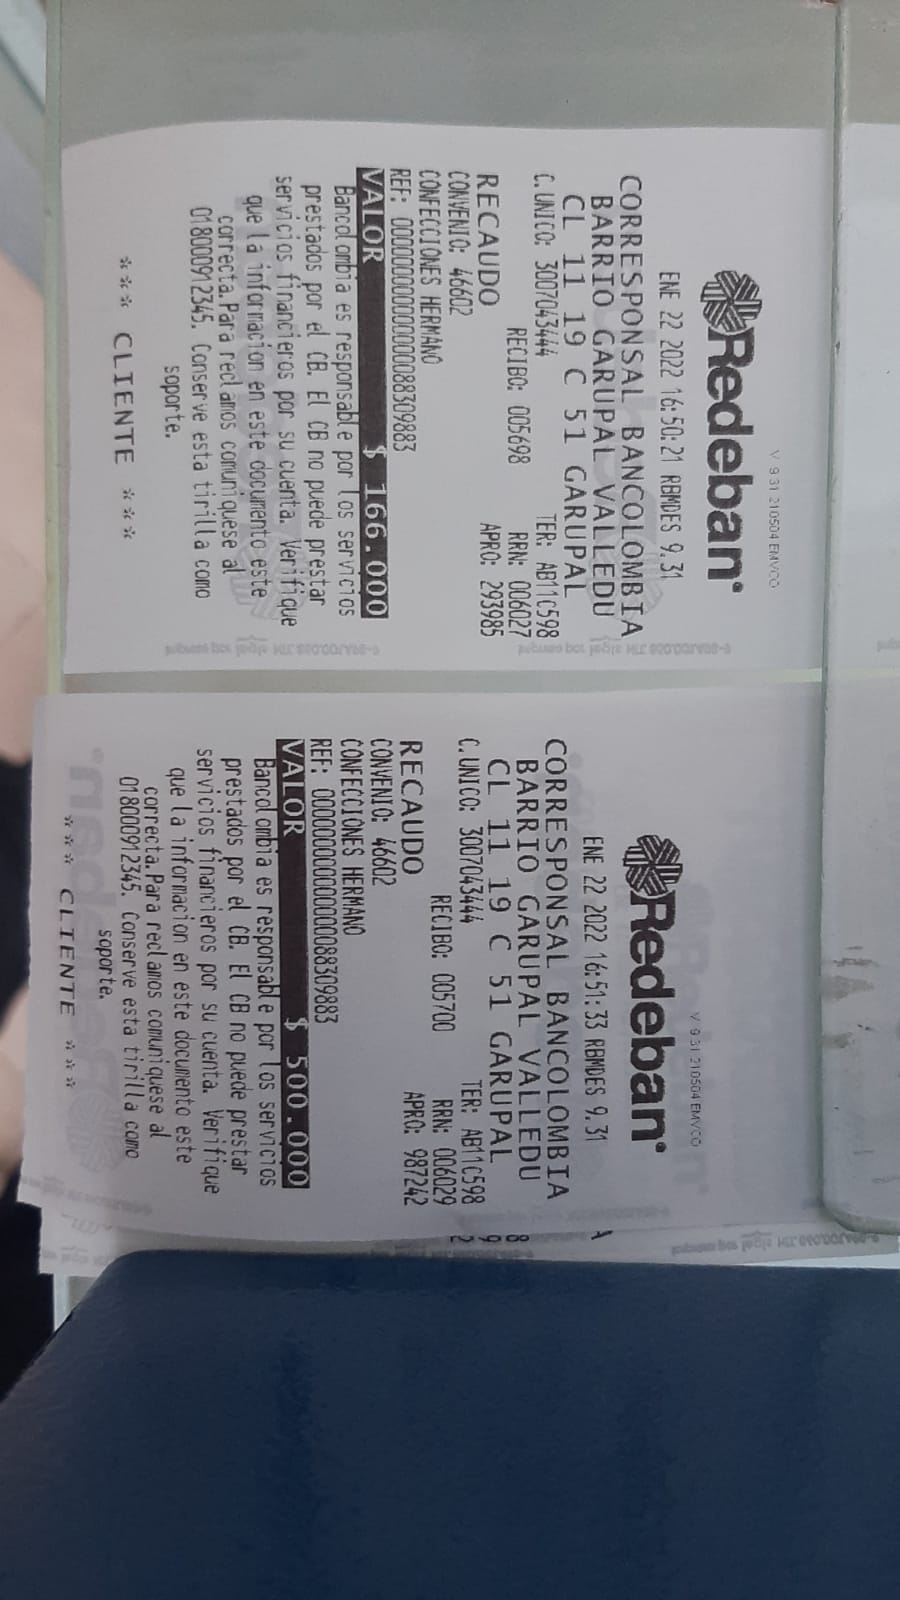 V 9.31 210504 EMVCO
Redeban
ENE 22 2022 16:50:21 RBMDES 9.31
CORRESPONSAL BANCOLOMBIA
BARRIO GARUPAL VALLEDU
CL 11 19 C 51 GARUPAL
C.UNICO: 3007043444 TER: AB11C598
RECIBO: 005698 RRN: 006027
RECAUDO APRO: 293985
CONVENIO: 46602
CONFECCIONES HERMANO
REF: 0000000000000000088309883
VALOR $ 166.000
Bancolombia es responsable por los servicios
prestados por el CB. El CB no puede prestar
servicios financieros por su cuenta. Verifique
que la informacion en este documento este
correcta.Para reclamos comuniquese al
018000912345. Conserve esta tirilla como
soporte.
*** CLIENTE ***
V 9.31 210504 EMVCO
Redeban
ENE 22 2022 16:51:33 RBMDES 9.31
CORRESPONSAL BANCOLOMBIA
BARRIO GARUPAL VALLEDU
CL 11 19 C 51 GARUPAL
C.UNICO: 3007043444 TER: AB11C598
RECIBO: 005700 RRN: 006029
RECAUDO APRO: 987242
CONVENIO: 46602
CONFECCIONES HERMANO
REF: 0000000000000000088309883
VALOR $ 500.000
Bancolombia es responsable por los servicios
prestados por el CB. El CB no puede prestar
servicios financieros por su cuenta. Verifique
que la informacion en este documento este
correcta.Para reclamos comuniquese al
018000912345. Conserve esta tirilla como
soporte.
*** CLIENTE ***